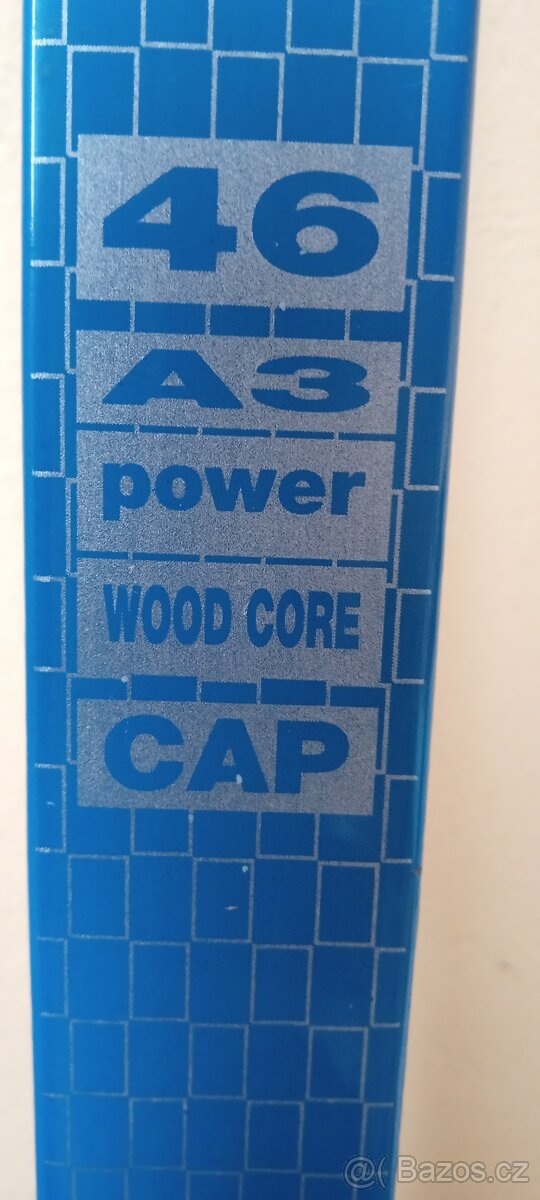 46
A3
power
WOOD CORE
CAP
@( Bazos.cz